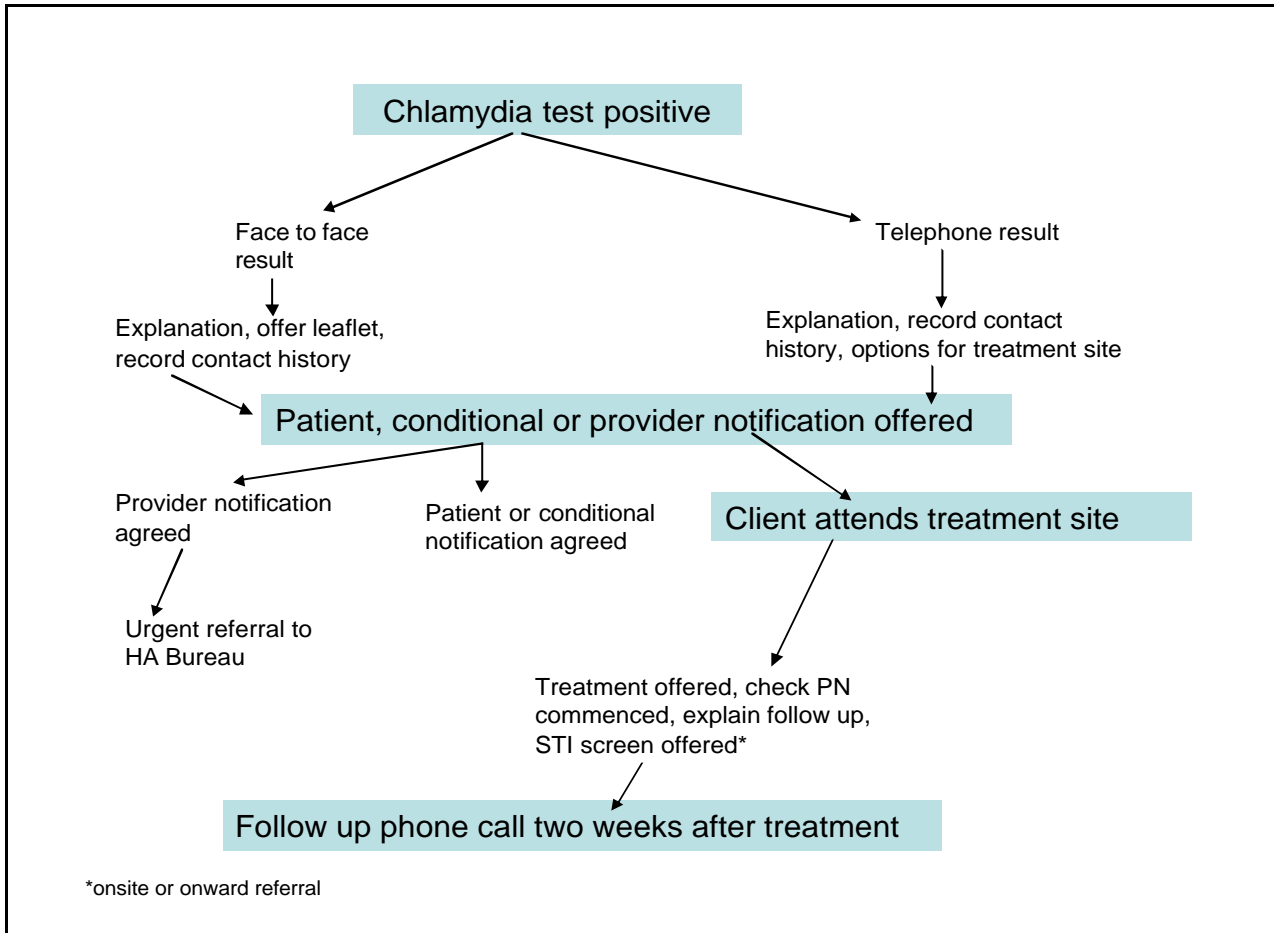 Chlamydia test positive
Face to face
result
Telephone result
Explanation, offer leaflet,
record contact history
Explanation, record contact
history, options for treatment site
Patient, conditional or provider notification offered
Provider notification
agreed
Patient or conditional
notification agreed
Client attends treatment site
Urgent referral to
HA Bureau
Treatment offered, check PN
commenced, explain follow up,
STI screen offered*
Follow up phone call two weeks after treatment
*onsite or onward referral